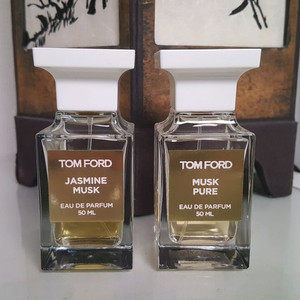 TOM FORD
JASMINE
MUSK
EAU DE PARFUM
50 ML
TOM FORD
MUSK
PURE
EAU DE PARFUM
50 ML